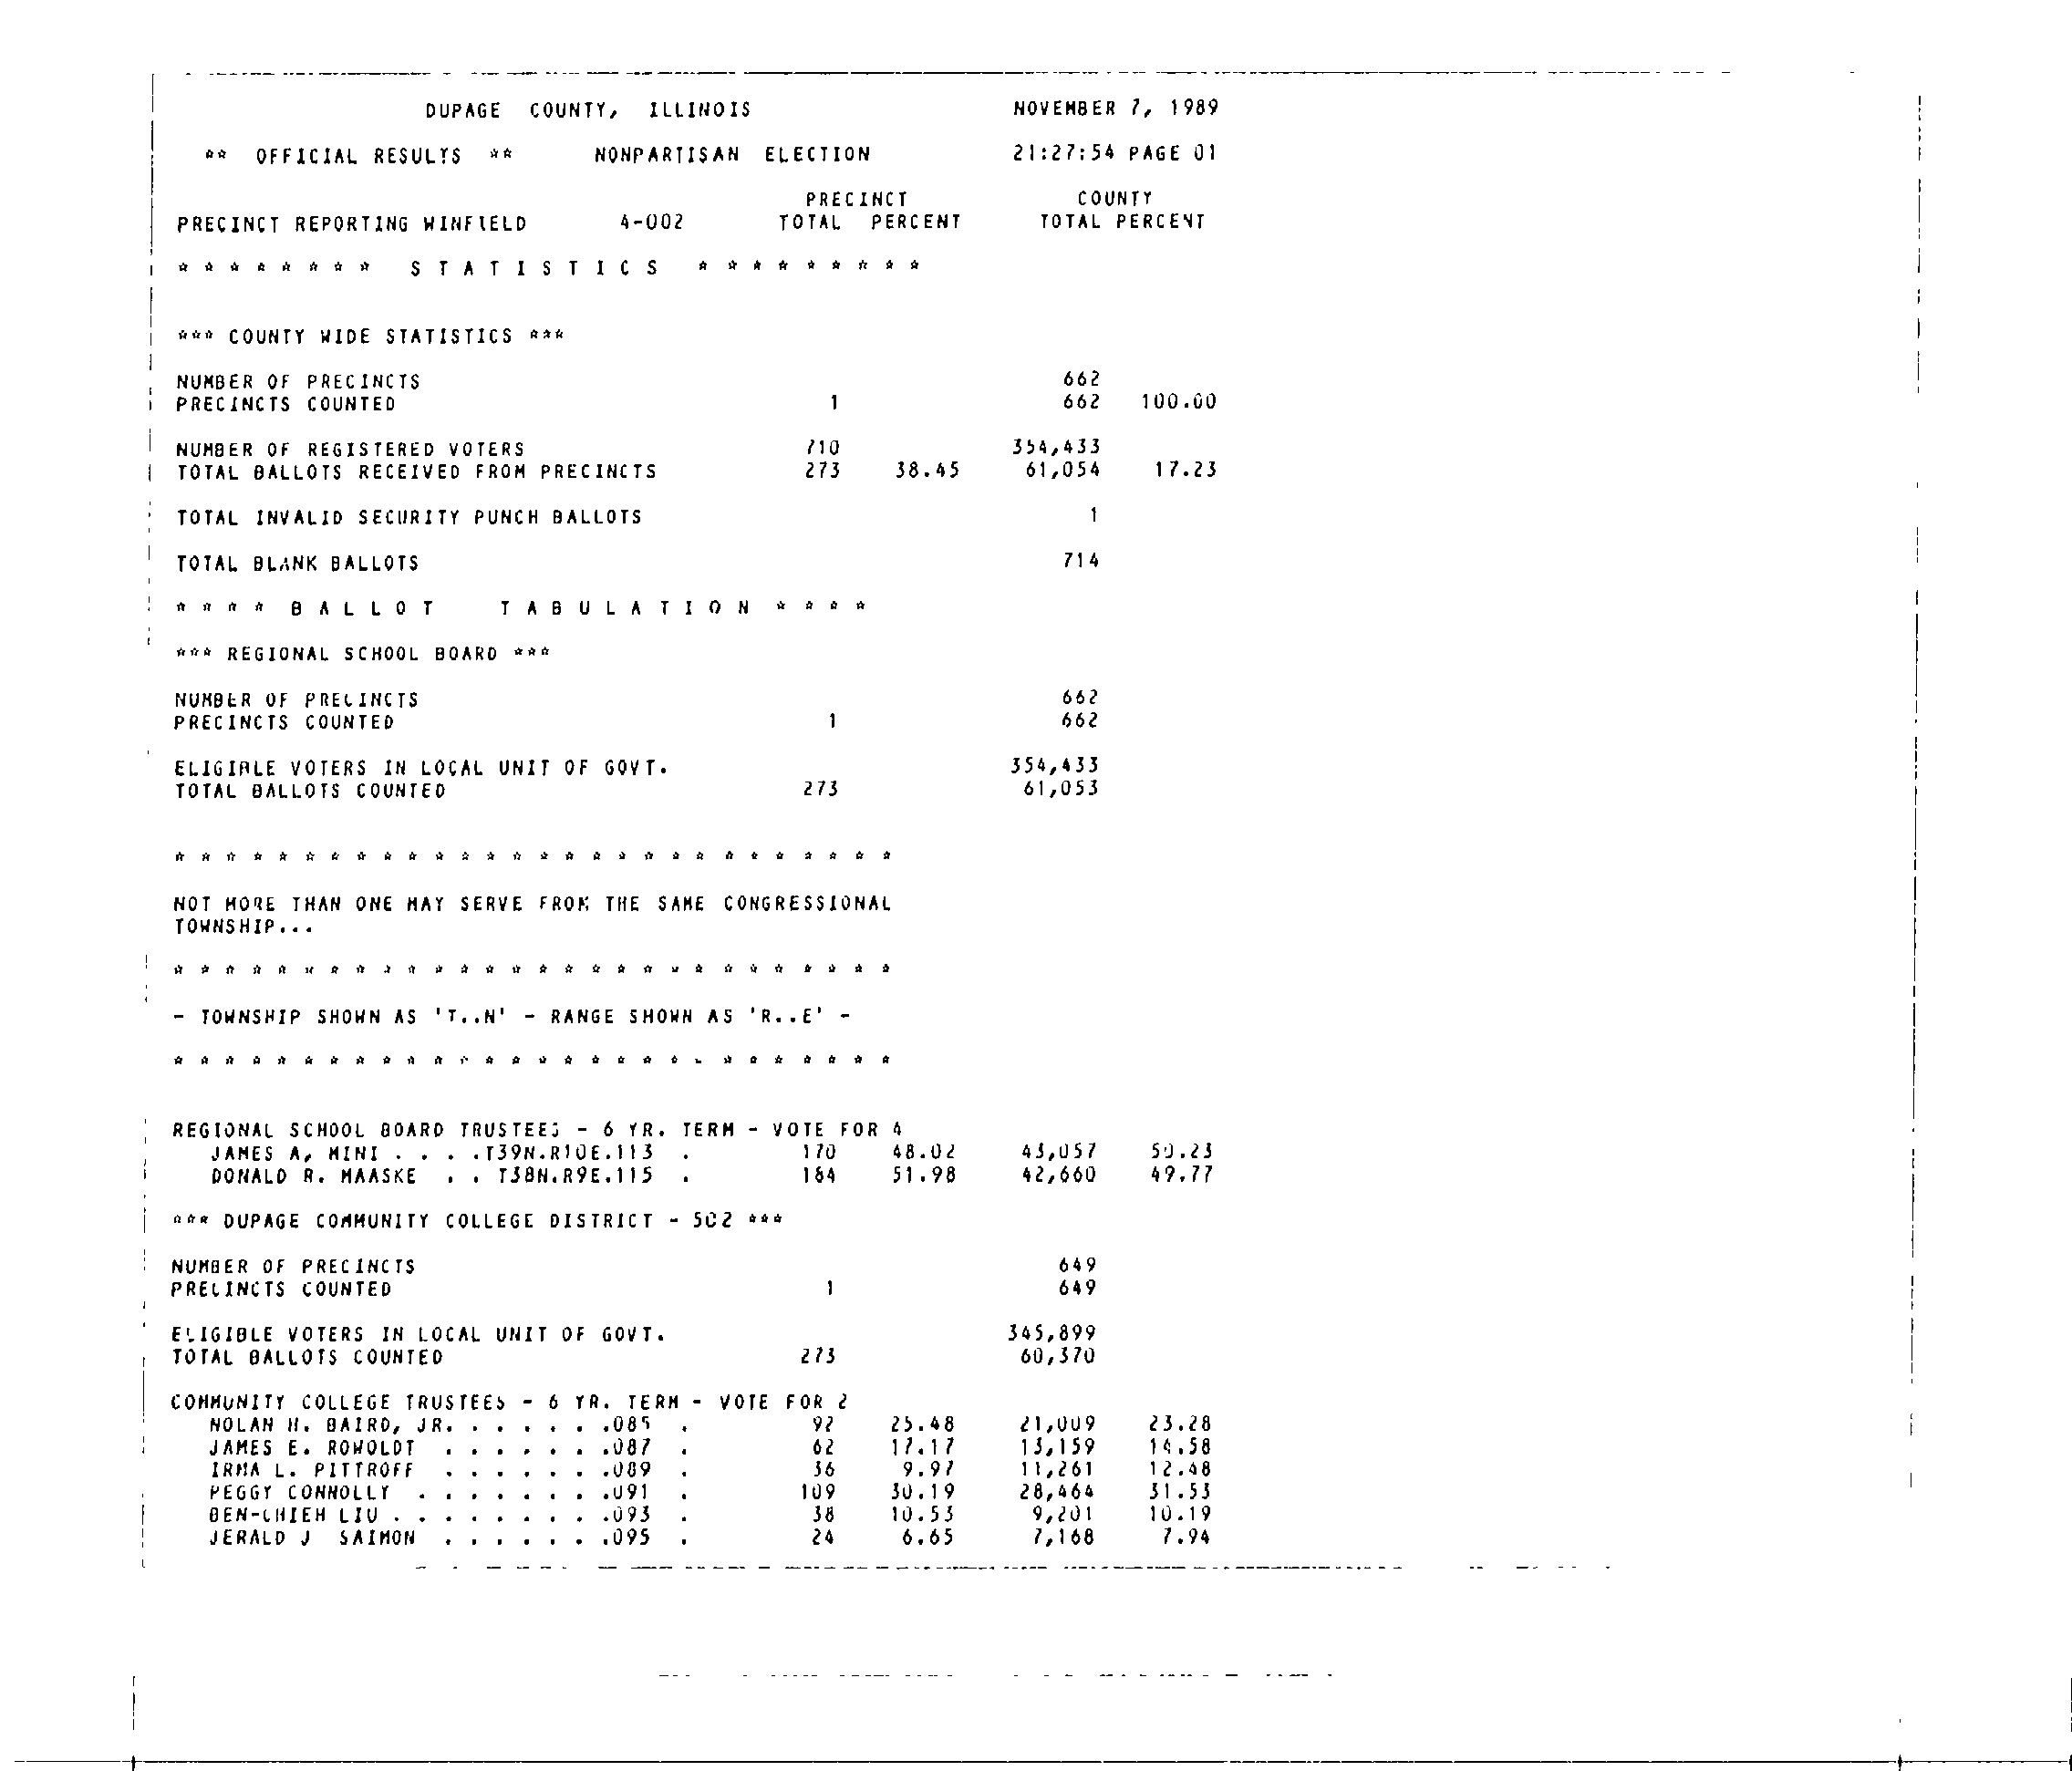 DUPAGE COUNTY, ILLINOIS NOVEMBER 7, 1989
** OFFICIAL RESULTS ** NONPARTISAN ELECTION 21:27:54 PAGE 01
PRECINCT COUNTY
PRECINCT REPORTING WINFIELD 4-002 TOTAL PERCENT TOTAL PERCENT
* * * * * * * * S T A T I S T I C S * * * * * * * * *
*** COUNTY WIDE STATISTICS ***
NUMBER OF PRECINCTS 662
PRECINCTS COUNTED 1 662 100.00
NUMBER OF REGISTERED VOTERS 710 354,433
TOTAL BALLOTS RECEIVED FROM PRECINCTS 273 38.45 61,054 17.23
TOTAL INVALID SECURITY PUNCH BALLOTS 1
TOTAL BLANK BALLOTS 714
* * * * B A L L O T T A B U L A T I O N * * * *
*** REGIONAL SCHOOL BOARD ***
NUMBER OF PRECINCTS 662
PRECINCTS COUNTED 1 662
ELIGIBLE VOTERS IN LOCAL UNIT OF GOVT. 354,433
TOTAL BALLOTS COUNTED 273 61,053
* * * * * * * * * * * * * * * * * * * * * * * * * * * *
NOT MORE THAN ONE MAY SERVE FROM THE SAME CONGRESSIONAL
TOWNSHIP...
* * * * * * * * * * * * * * * * * * * * * * * * * * * *
- TOWNSHIP SHOWN AS 'T..N' - RANGE SHOWN AS 'R..E' -
* * * * * * * * * * * * * * * * * * * * * * * * * * * *
REGIONAL SCHOOL BOARD TRUSTEES - 6 YR. TERM - VOTE FOR 4
JAMES A. MINI . . . .T39N.R10E.113 . 170 48.02 43,057 50.23
DONALD R. MAASKE . . T38N.R9E.115 . 184 51.98 42,660 49.77
*** DUPAGE COMMUNITY COLLEGE DISTRICT - 502 ***
NUMBER OF PRECINCTS 649
PRECINCTS COUNTED 1 649
ELIGIBLE VOTERS IN LOCAL UNIT OF GOVT. 345,899
TOTAL BALLOTS COUNTED 273 60,370
COMMUNITY COLLEGE TRUSTEES - 6 YR. TERM - VOTE FOR 2
NOLAN H. BAIRD, JR. . . . . . .085 . 92 25.48 21,009 23.28
JAMES E. ROWOLDT . . . . . . .087 . 62 17.17 13,159 14.58
IRMA L. PITTROFF . . . . . . .089 . 36 9.97 11,261 12.48
PEGGY CONNOLLY . . . . . . . .091 . 109 30.19 28,464 31.53
BEN-CHIEH LIU . . . . . . . . .093 . 38 10.53 9,201 10.19
JERALD J SAIMON . . . . . . .095 . 24 6.65 7,168 7.94